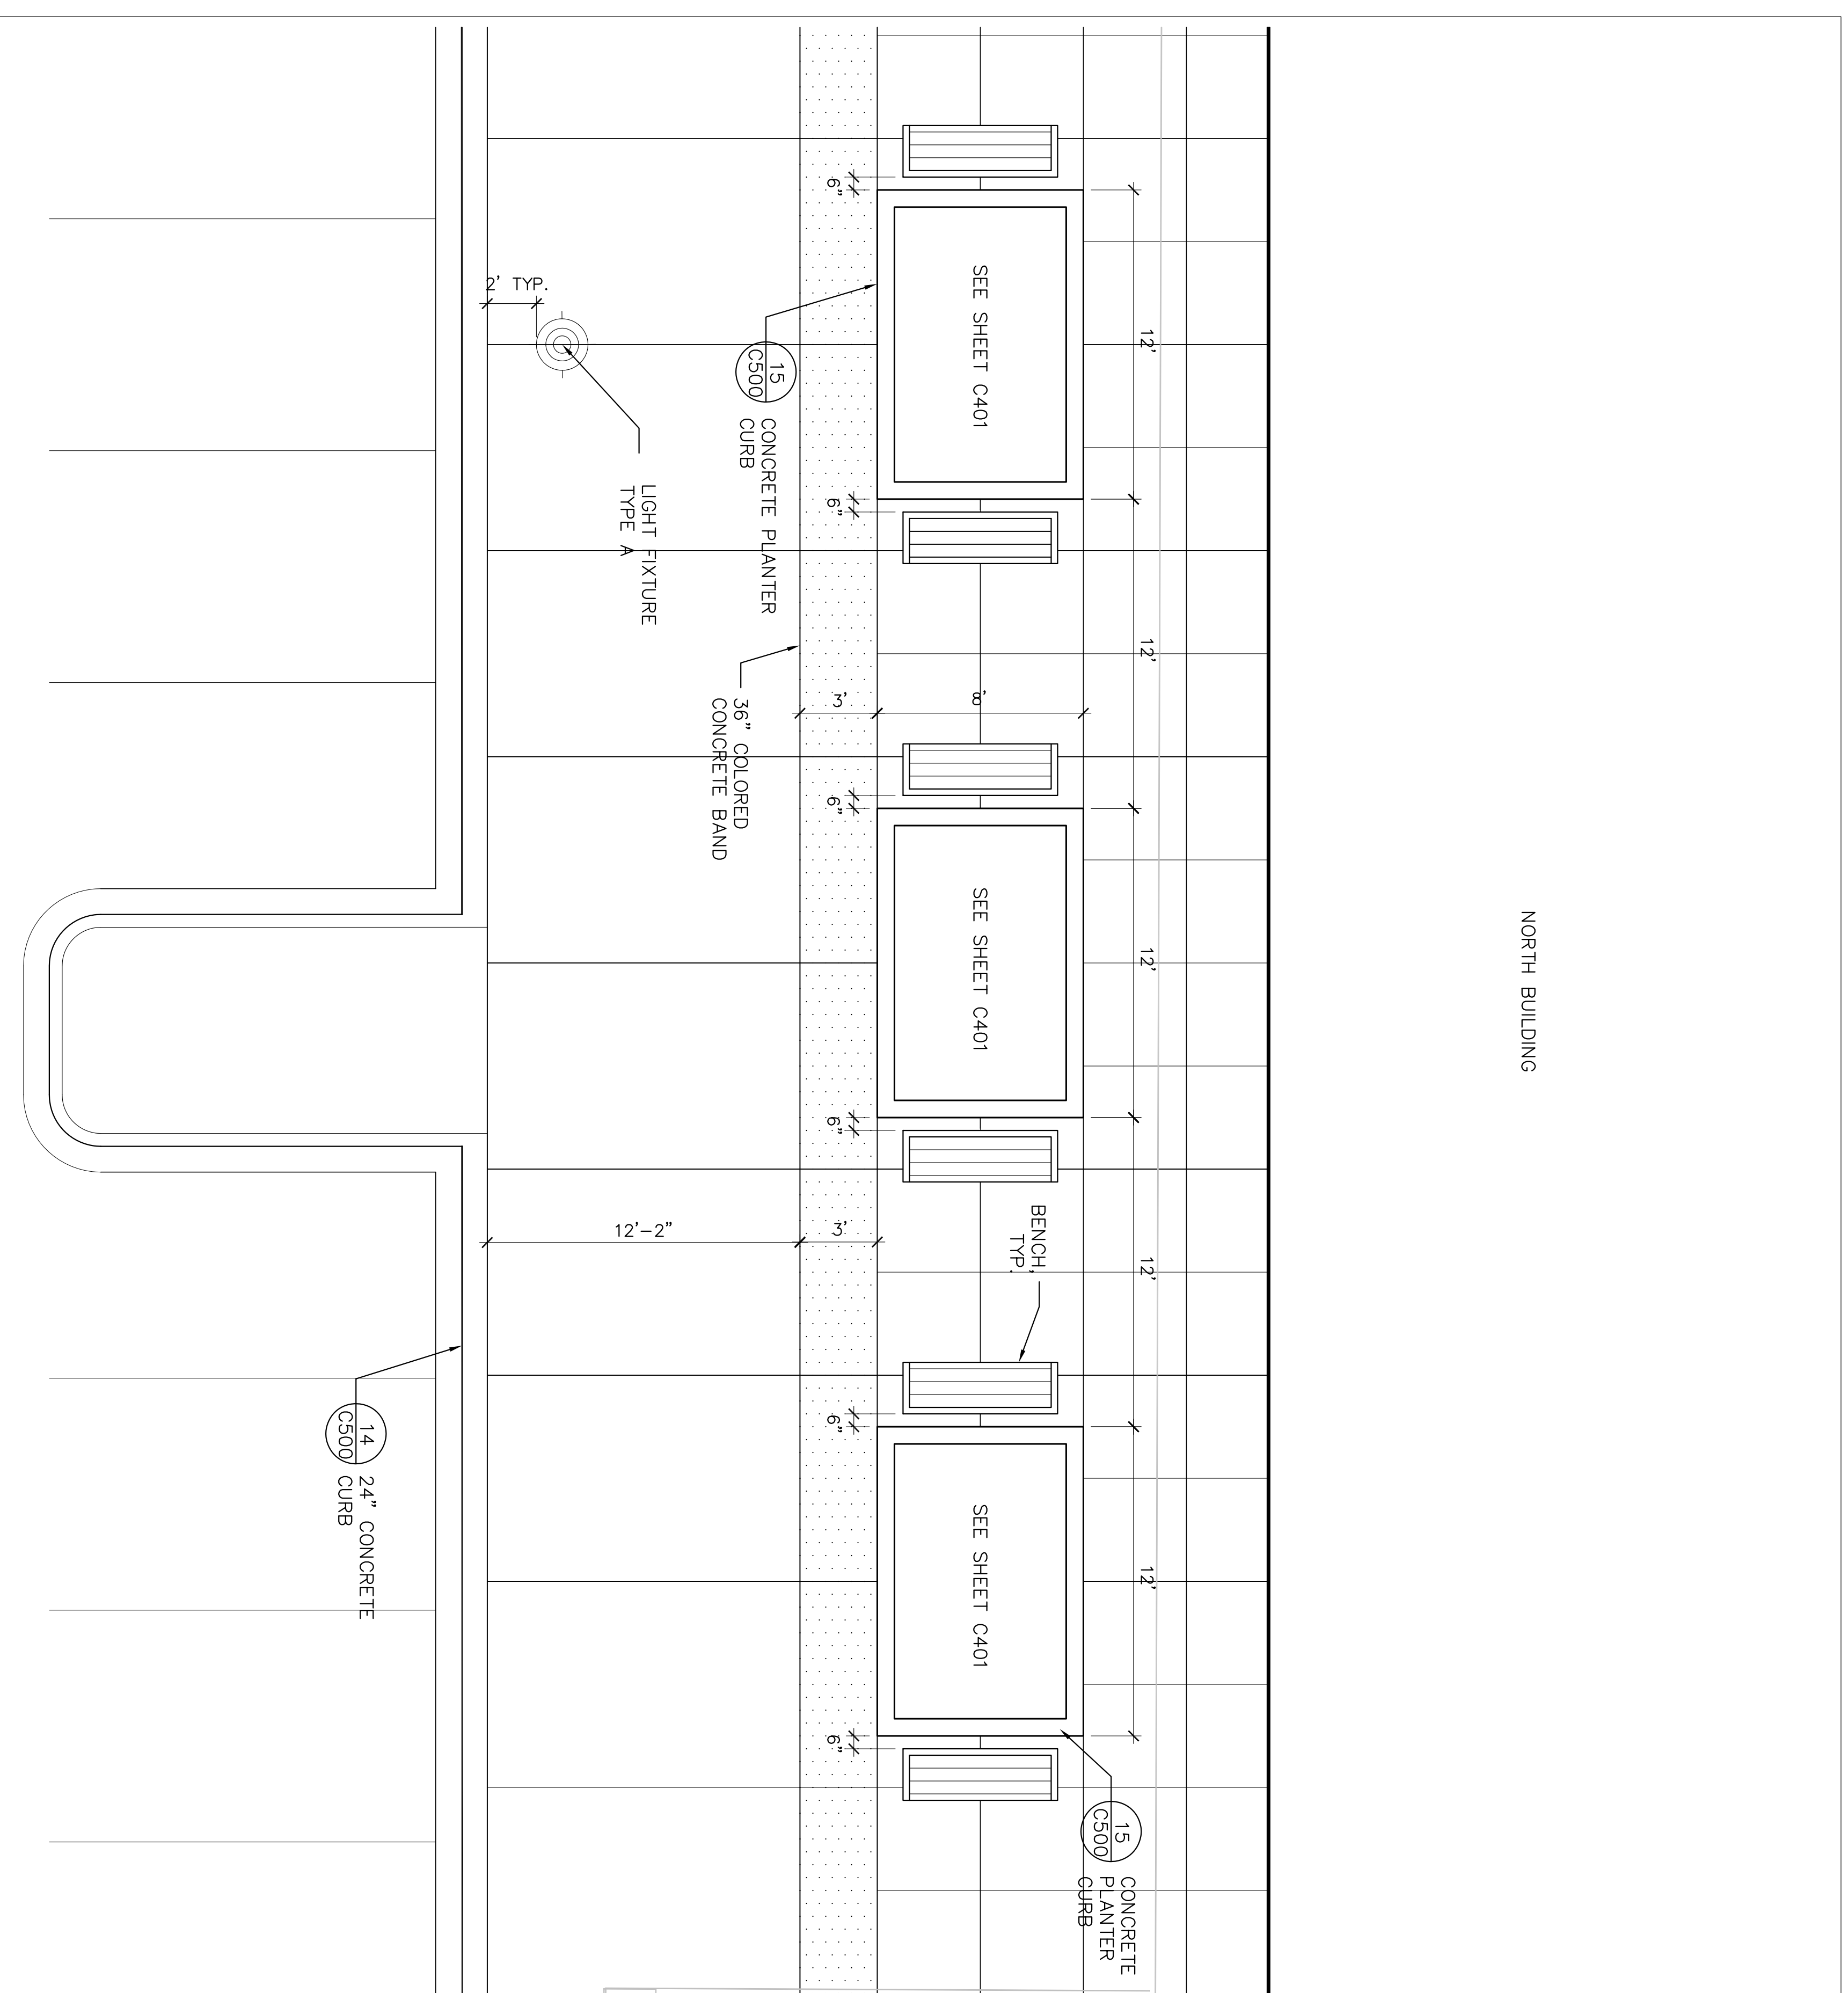 NORTH BUILDING
6"
SEE SHEET C401
12'
2' TYP.
15
C500
CONCRETE PLANTER
CURB
LIGHT FIXTURE
TYPE A
6"
12'
36" COLORED
CONCRETE BAND
3'
8'
6"
SEE SHEET C401
12'
6"
12'-2"
3'
BENCH,
TYP.
12'
14
C500
24" CONCRETE
CURB
6"
SEE SHEET C401
12'
6"
15
C500
CONCRETE
PLANTER
CURB